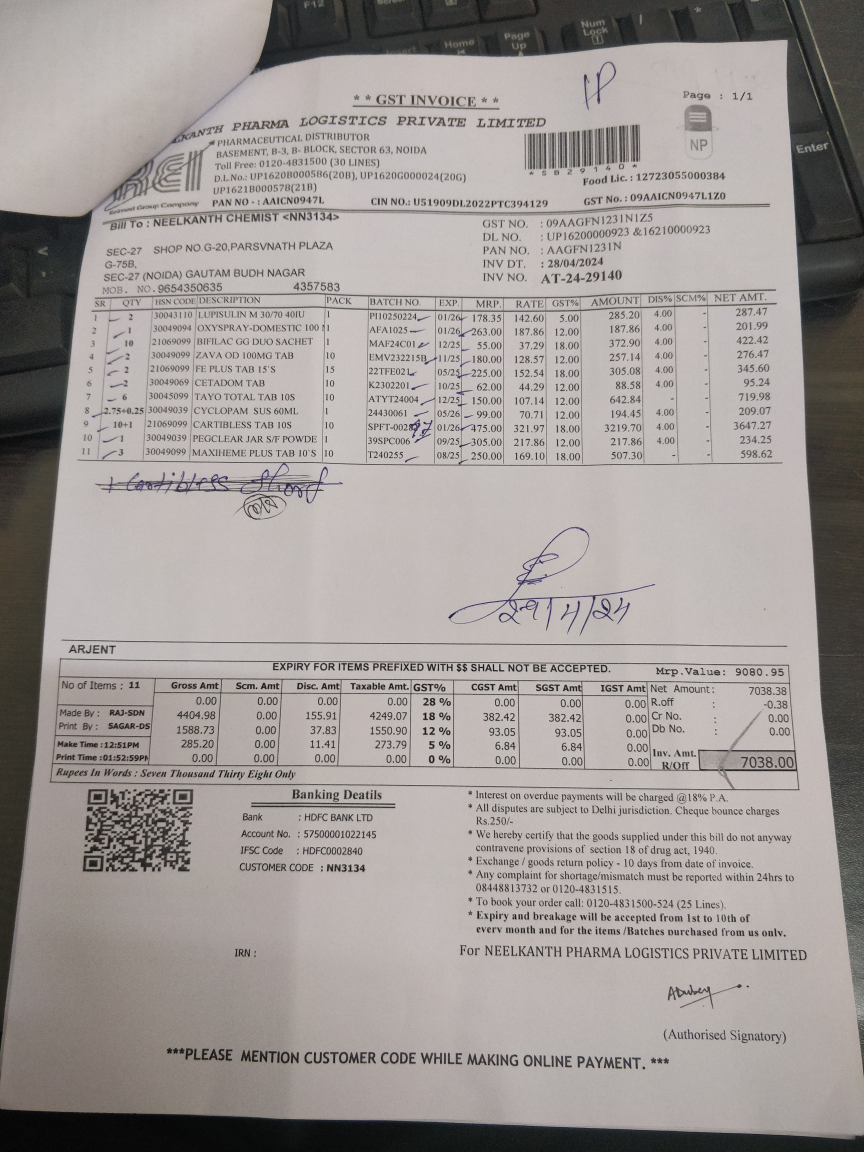 ** GST INVOICE **
Page : 1/1
KANTH PHARMA LOGISTICS PRIVATE LIMITED
PHARMACEUTICAL DISTRIBUTOR
BASEMENT, B-3, B- BLOCK, SECTOR 63, NOIDA
Toll Free: 0120-4831500 (30 LINES)
D.L.No.: UP1620B000586(20B), UP1620G000024(20G)
UP1621B000578(21B)
NP
*SB29140*
Food Lic. : 12723055000384
PAN NO - : AAICN0947L CIN NO.: U51909DL2022PTC394129 GST No. : 09AAICN0947L1Z0
Bill To : NEELKANTH CHEMIST <NN3134>
SEC-27 SHOP NO.G-20,PARSVNATH PLAZA
G-75B,
SEC-27 (NOIDA) GAUTAM BUDH NAGAR
MOB. NO.9654350635 4357583
GST NO. : 09AAGFN1231N1Z5
DL NO. : UP16200000923 &16210000923
PAN NO. : AAGFN1231N
INV DT. : 28/04/2024
INV NO. AT-24-29140
SR QTY HSN CODE DESCRIPTION PACK BATCH NO. EXP. MRP. RATE GST% AMOUNT DIS% SCM% NET AMT.
1 2 30043110 LUPISULIN M 30/70 40IU 1 PI10250224 01/26 178.35 142.60 5.00 285.20 4.00 - 287.47
2 1 30049094 OXYSPRAY-DOMESTIC 100 1 AFA1025 01/26 263.00 187.86 12.00 187.86 4.00 - 201.99
3 10 21069099 BIFILAC GG DUO SACHET 1 MAF24C01 12/25 55.00 37.29 18.00 372.90 4.00 - 422.42
4 2 30049099 ZAVA OD 100MG TAB 10 EMV232215B 11/25 180.00 128.57 12.00 257.14 4.00 - 276.47
5 2 21069099 FE PLUS TAB 15'S 15 22TFE021 05/25 225.00 152.54 18.00 305.08 4.00 - 345.60
6 2 30049069 CETADOM TAB 10 K2302201 10/25 62.00 44.29 12.00 88.58 4.00 - 95.24
7 6 30045099 TAYO TOTAL TAB 10S 10 ATYT24004 12/25 150.00 107.14 12.00 642.84 - - 719.98
8 2.75+0.25 30049039 CYCLOPAM SUS 60ML 1 24430061 05/26 99.00 70.71 12.00 194.45 4.00 - 209.07
9 10+1 21069099 CARTIBLESS TAB 10S 10 SPFT-002 97 01/26 475.00 321.97 18.00 3219.70 4.00 - 3647.27
10 1 30049039 PEGCLEAR JAR S/F POWDE 1 39SPC006 09/25 305.00 217.86 12.00 217.86 4.00 - 234.25
11 3 30049099 MAXIHEME PLUS TAB 10'S 10 T240255 08/25 250.00 169.10 18.00 507.30 - - 598.62
29/4/24
ARJENT
EXPIRY FOR ITEMS PREFIXED WITH $$ SHALL NOT BE ACCEPTED. Mrp.Value: 9080.95
No of Items : 11 Gross Amt Scm. Amt Disc. Amt Taxable Amt. GST% CGST Amt SGST Amt IGST Amt
0.00 0.00 0.00 0.00 28 % 0.00 0.00 0.00
Made By : RAJ-SDN 4404.98 0.00 155.91 4249.07 18 % 382.42 382.42 0.00
Print By : SAGAR-DS 1588.73 0.00 37.83 1550.90 12 % 93.05 93.05 0.00
Make Time :12:51PM 285.20 0.00 11.41 273.79 5 % 6.84 6.84 0.00
Print Time :01:52:59PM 0.00 0.00 0.00 0.00 0 % 0.00 0.00 0.00
Net Amount: 7038.38
R.off : -0.38
Cr No. : 0.00
Db No. : 0.00
Inv. Amt. R/Off 7038.00
Rupees In Words : Seven Thousand Thirty Eight Only
Banking Deatils
Bank : HDFC BANK LTD
Account No. : 57500001022145
IFSC Code : HDFC0002840
CUSTOMER CODE : NN3134
* Interest on overdue payments will be charged @18% P.A.
* All disputes are subject to Delhi jurisdiction. Cheque bounce charges
Rs.250/-
* We hereby certify that the goods supplied under this bill do not anyway
contravene provisions of section 18 of drug act, 1940.
* Exchange / goods return policy - 10 days from date of invoice.
* Any complaint for shortage/mismatch must be reported within 24hrs to
08448813732 or 0120-4831515.
* To book your order call: 0120-4831500-524 (25 Lines).
* Expiry and breakage will be accepted from 1st to 10th of
every month and for the items /Batches purchased from us only.
IRN :
For NEELKANTH PHARMA LOGISTICS PRIVATE LIMITED
ADubey
(Authorised Signatory)
***PLEASE MENTION CUSTOMER CODE WHILE MAKING ONLINE PAYMENT. ***
F12
Home
Page Up
Num Lock
Enter